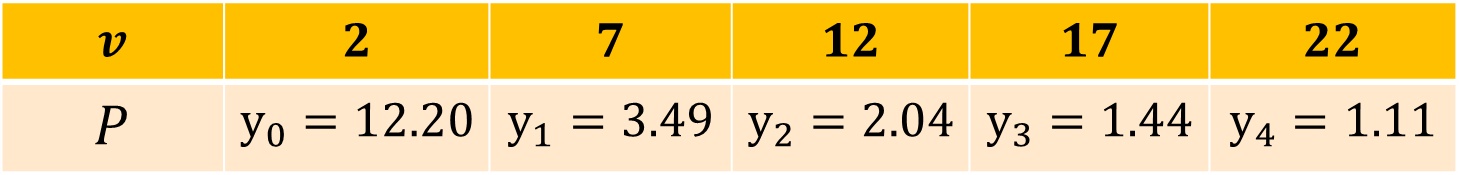 v 2 7 12 17 22
P y₀ = 12.20 y₁ = 3.49 y₂ = 2.04 y₃ = 1.44 y₄ = 1.11